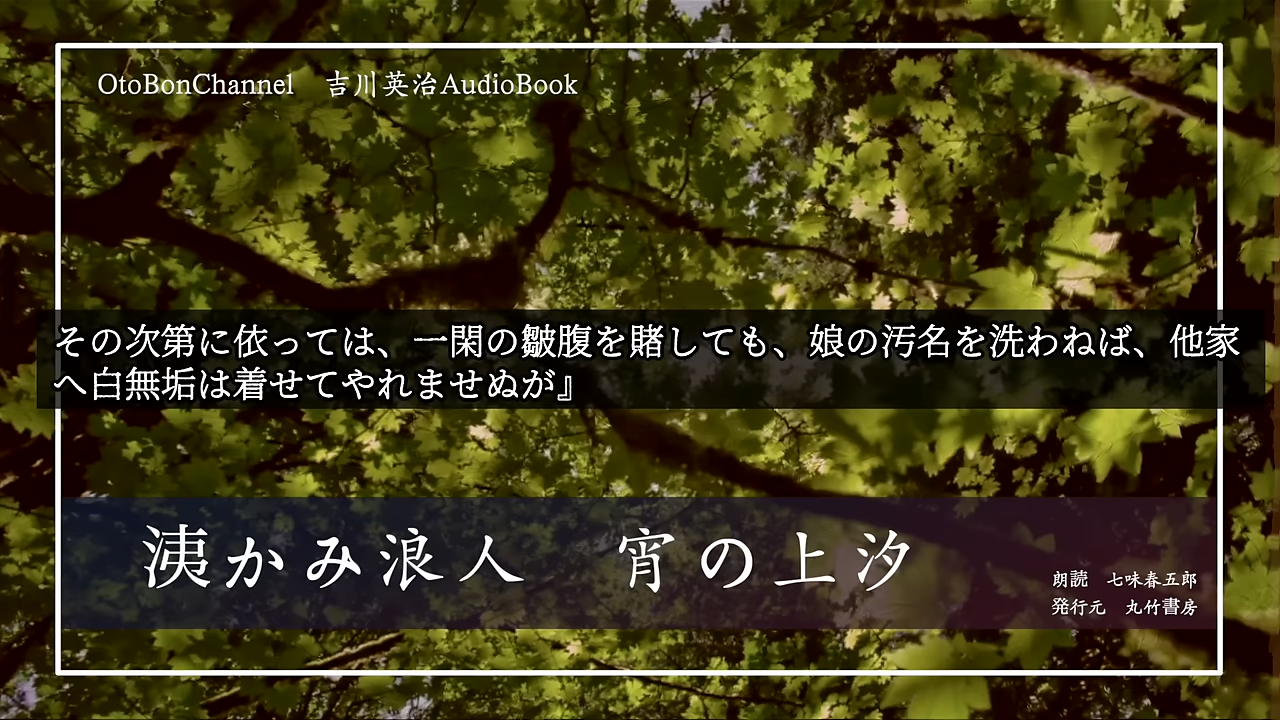 OtoBonChannel　吉川英治AudioBook
その次第に依っては、一閑の皺腹を賭しても、娘の汚名を洗わねば、他家
へ白無垢は着せてやれませぬが』
洟かみ浪人　宵の上汐
朗読　七味春五郎
発行元　丸竹書房